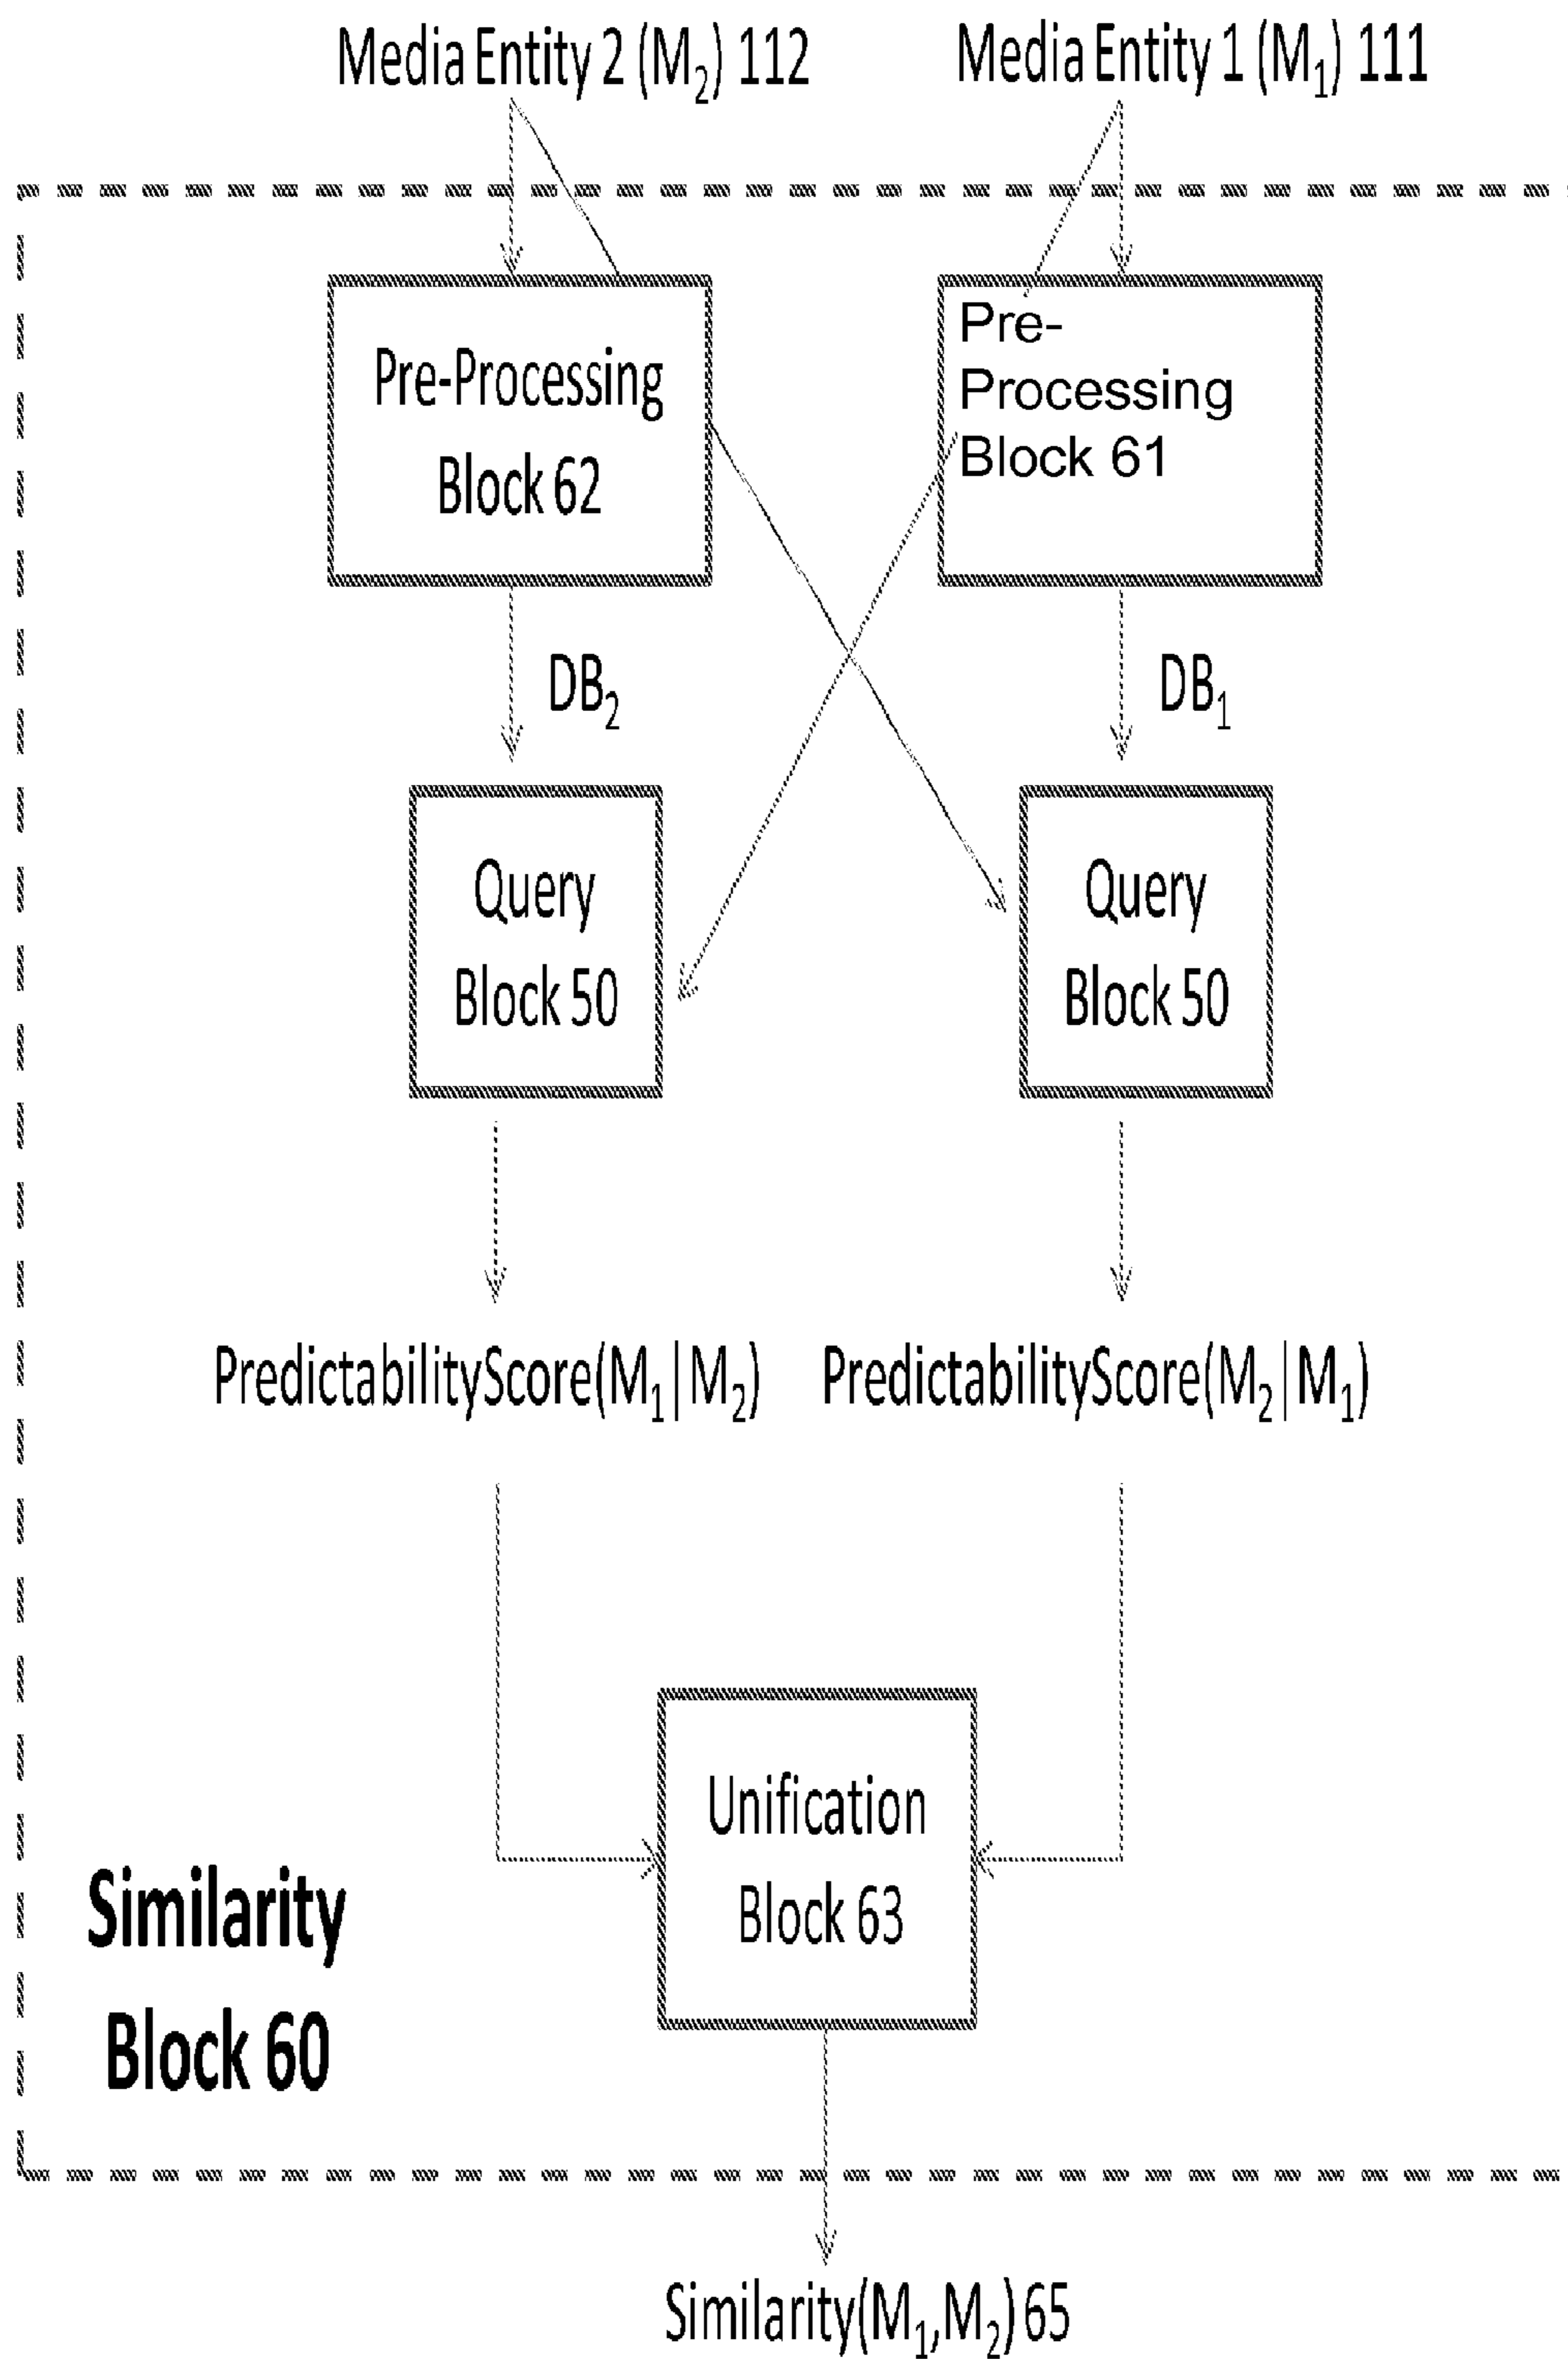 Media Entity 2 (M₂) 112
Media Entity 1 (M₁) 111
Pre-Processing
Block 62
Pre-
Processing
Block 61
DB₂
DB₁
Query
Block 50
Query
Block 50
PredictabilityScore(M₁|M₂)
PredictabilityScore(M₂|M₁)
Unification
Block 63
Similarity
Block 60
Similarity(M₁,M₂) 65